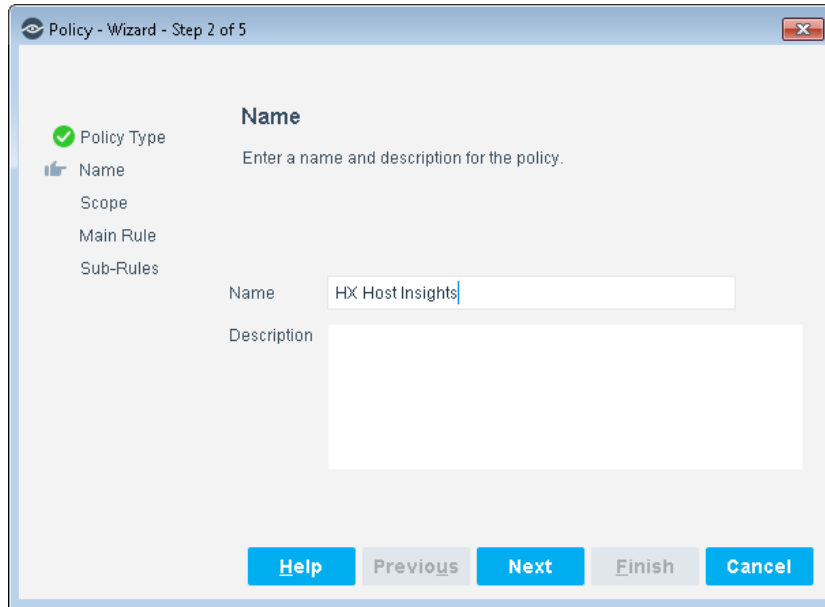 Policy - Wizard - Step 2 of 5
Policy Type
Name
Scope
Main Rule
Sub-Rules
Name
Enter a name and description for the policy.
Name HX Host Insights
Description
Help Previous Next Finish Cancel